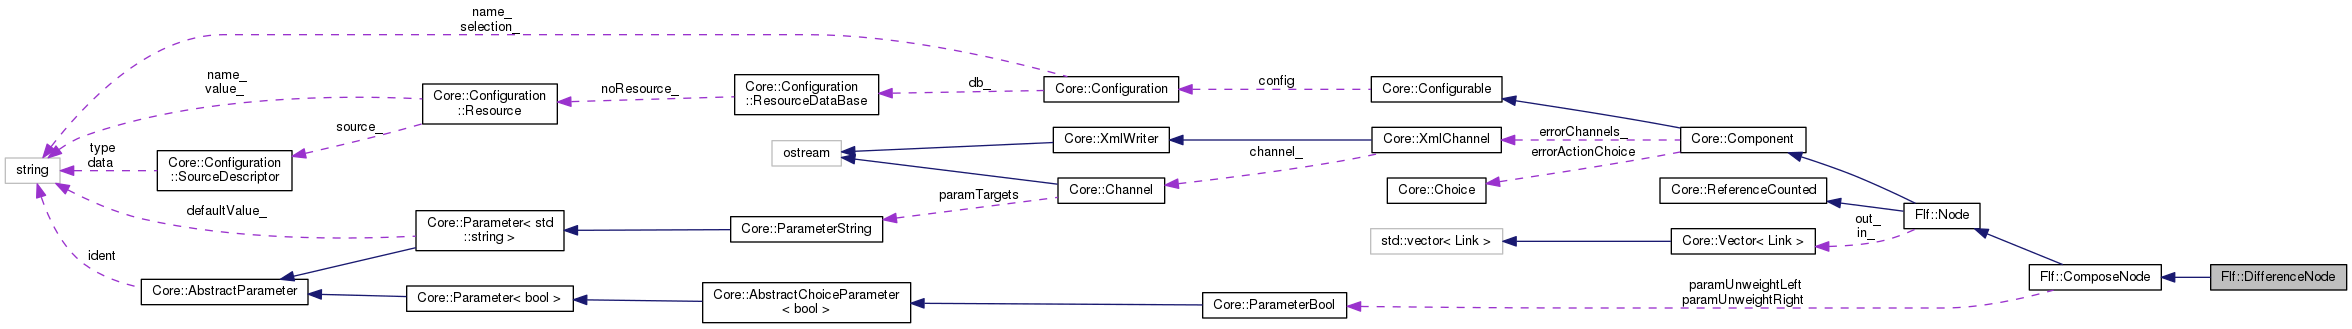 name_
selection_
name_
value_
Core::Configuration
::Resource
noResource_
Core::Configuration
::ResourceDataBase
db_
Core::Configuration
config
Core::Configurable
source_
type
data
string
Core::Configuration
::SourceDescriptor
ostream
Core::XmlWriter
Core::XmlChannel
errorChannels_
Core::Component
channel_
errorActionChoice
Core::Channel
Core::Choice
Core::ReferenceCounted
Flf::Node
defaultValue_
Core::Parameter< std
::string >
paramTargets
Core::ParameterString
std::vector< Link >
Core::Vector< Link >
out_
in_
ident
Core::AbstractParameter
Core::Parameter< bool >
Core::AbstractChoiceParameter
< bool >
Core::ParameterBool
paramUnweightLeft
paramUnweightRight
Flf::ComposeNode
Flf::DifferenceNode